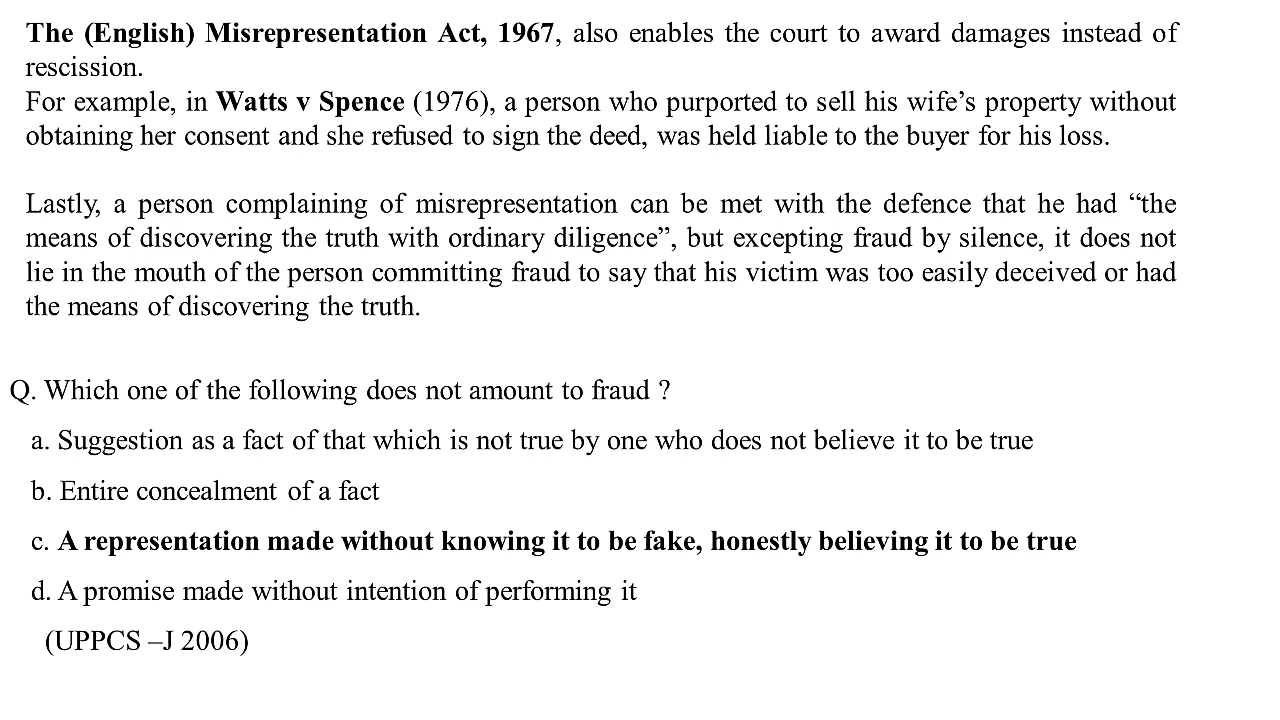 The (English) Misrepresentation Act, 1967, also enables the court to award damages instead of
rescission.
For example, in Watts v Spence (1976), a person who purported to sell his wife’s property without
obtaining her consent and she refused to sign the deed, was held liable to the buyer for his loss.
Lastly, a person complaining of misrepresentation can be met with the defence that he had “the
means of discovering the truth with ordinary diligence”, but excepting fraud by silence, it does not
lie in the mouth of the person committing fraud to say that his victim was too easily deceived or had
the means of discovering the truth.
Q. Which one of the following does not amount to fraud ?
a. Suggestion as a fact of that which is not true by one who does not believe it to be true
b. Entire concealment of a fact
c. A representation made without knowing it to be fake, honestly believing it to be true
d. A promise made without intention of performing it
(UPPCS –J 2006)